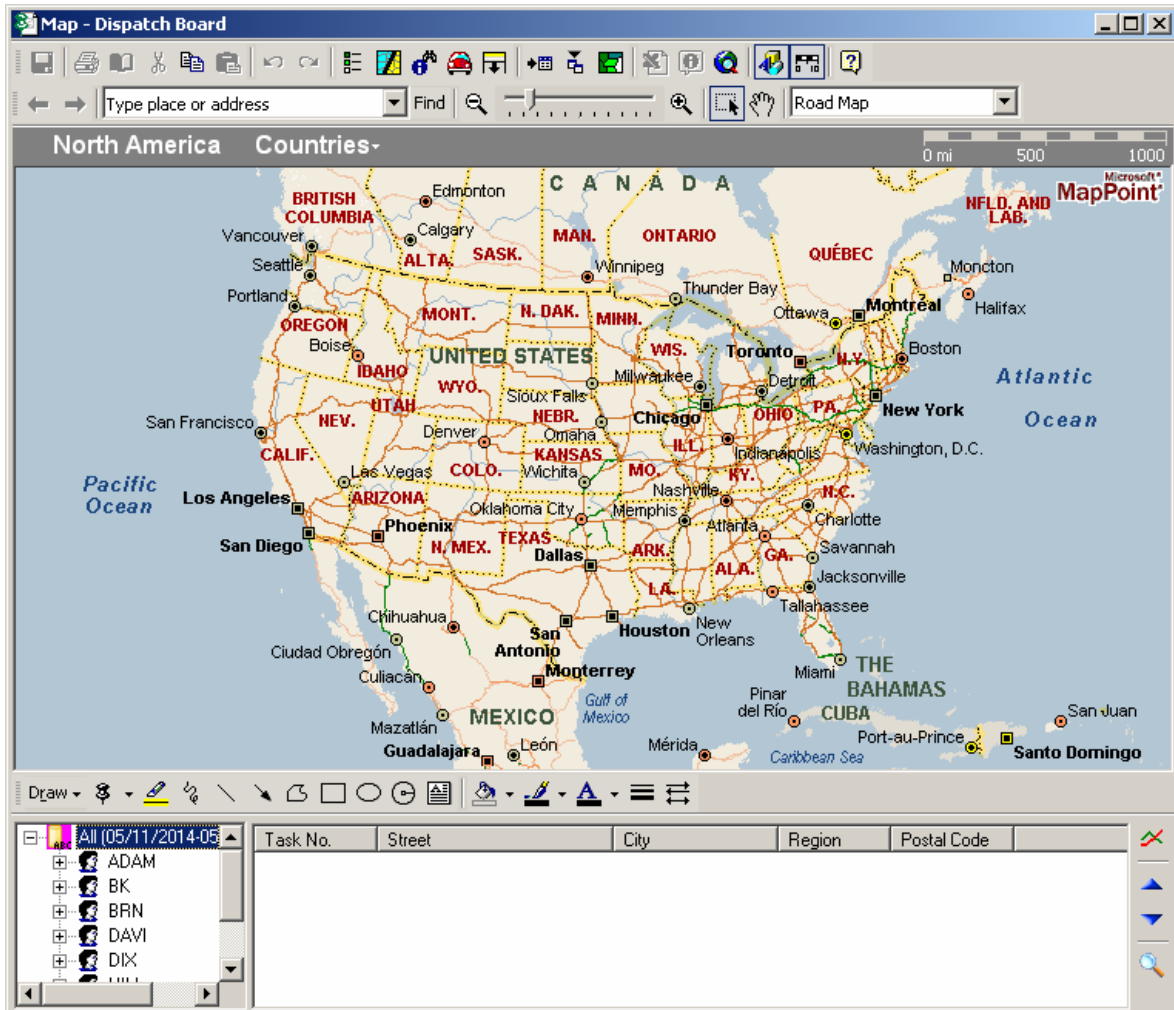 Map - Dispatch Board
Type place or address
Find
Road Map
North America Countries
0 mi 500 1000
Microsoft
MapPoint
CANADA
BRITISH
COLUMBIA
Edmonton
NFLD. AND
LAB.
Vancouver
Calgary
MAN.
ONTARIO
ALTA.
SASK.
QUÉBEC
Seattle
Winnipeg
Moncton
Portland
Thunder Bay
Ottawa
Montréal
Halifax
OREGON
MONT.
N. DAK.
MINN.
Boise
UNITED STATES
WIS.
Toronto
N.Y.
Boston
IDAHO
WYO.
Milwaukee
Detroit
Atlantic
Ocean
UTAH
Sioux Falls
NEBR.
Chicago
OHIO
PA.
New York
San Francisco
NEV.
Denver
Omaha
ILL.
Indianapolis
Washington, D.C.
CALIF.
KANSAS
Las Vegas
COLO.
Wichita
MO.
KY.
Pacific
Ocean
Los Angeles
ARIZONA
Nashville
N.C.
Oklahoma City
Memphis
Charlotte
Phoenix
TEXAS
Atlanta
San Diego
N. MEX.
Dallas
ARK.
GA.
Savannah
ALA.
LA.
Jacksonville
Tallahassee
Chihuahua
San
Antonio
Houston
New
Orleans
Ciudad Obregón
Monterrey
Miami
THE
BAHAMAS
Culiacán
Gulf of
Mexico
Pinar
del Río
CUBA
San Juan
Mazatlán
MEXICO
Port-au-Prince
Guadalajara
León
Mérida
Caribbean Sea
Santo Domingo
Draw
All (05/11/2014-05
Task No. Street City Region Postal Code
ADAM
BK
BRN
DAVI
DIX